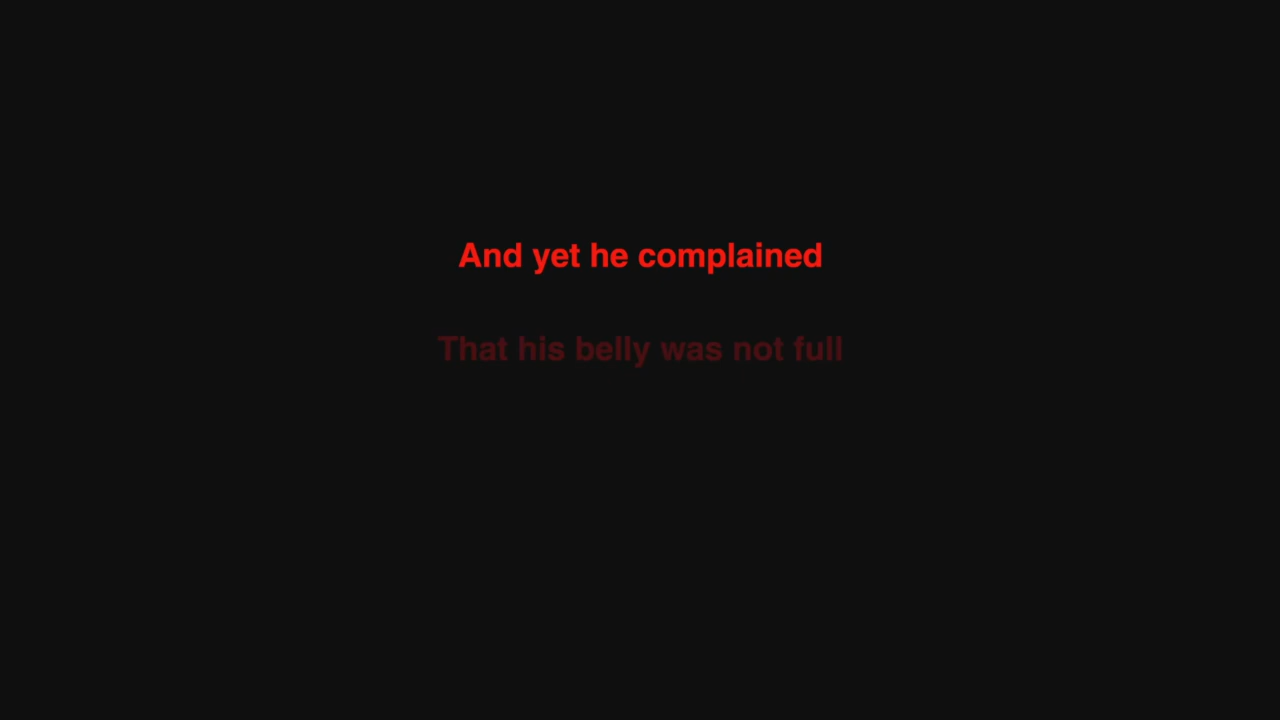 And yet he complained
That his belly was not full